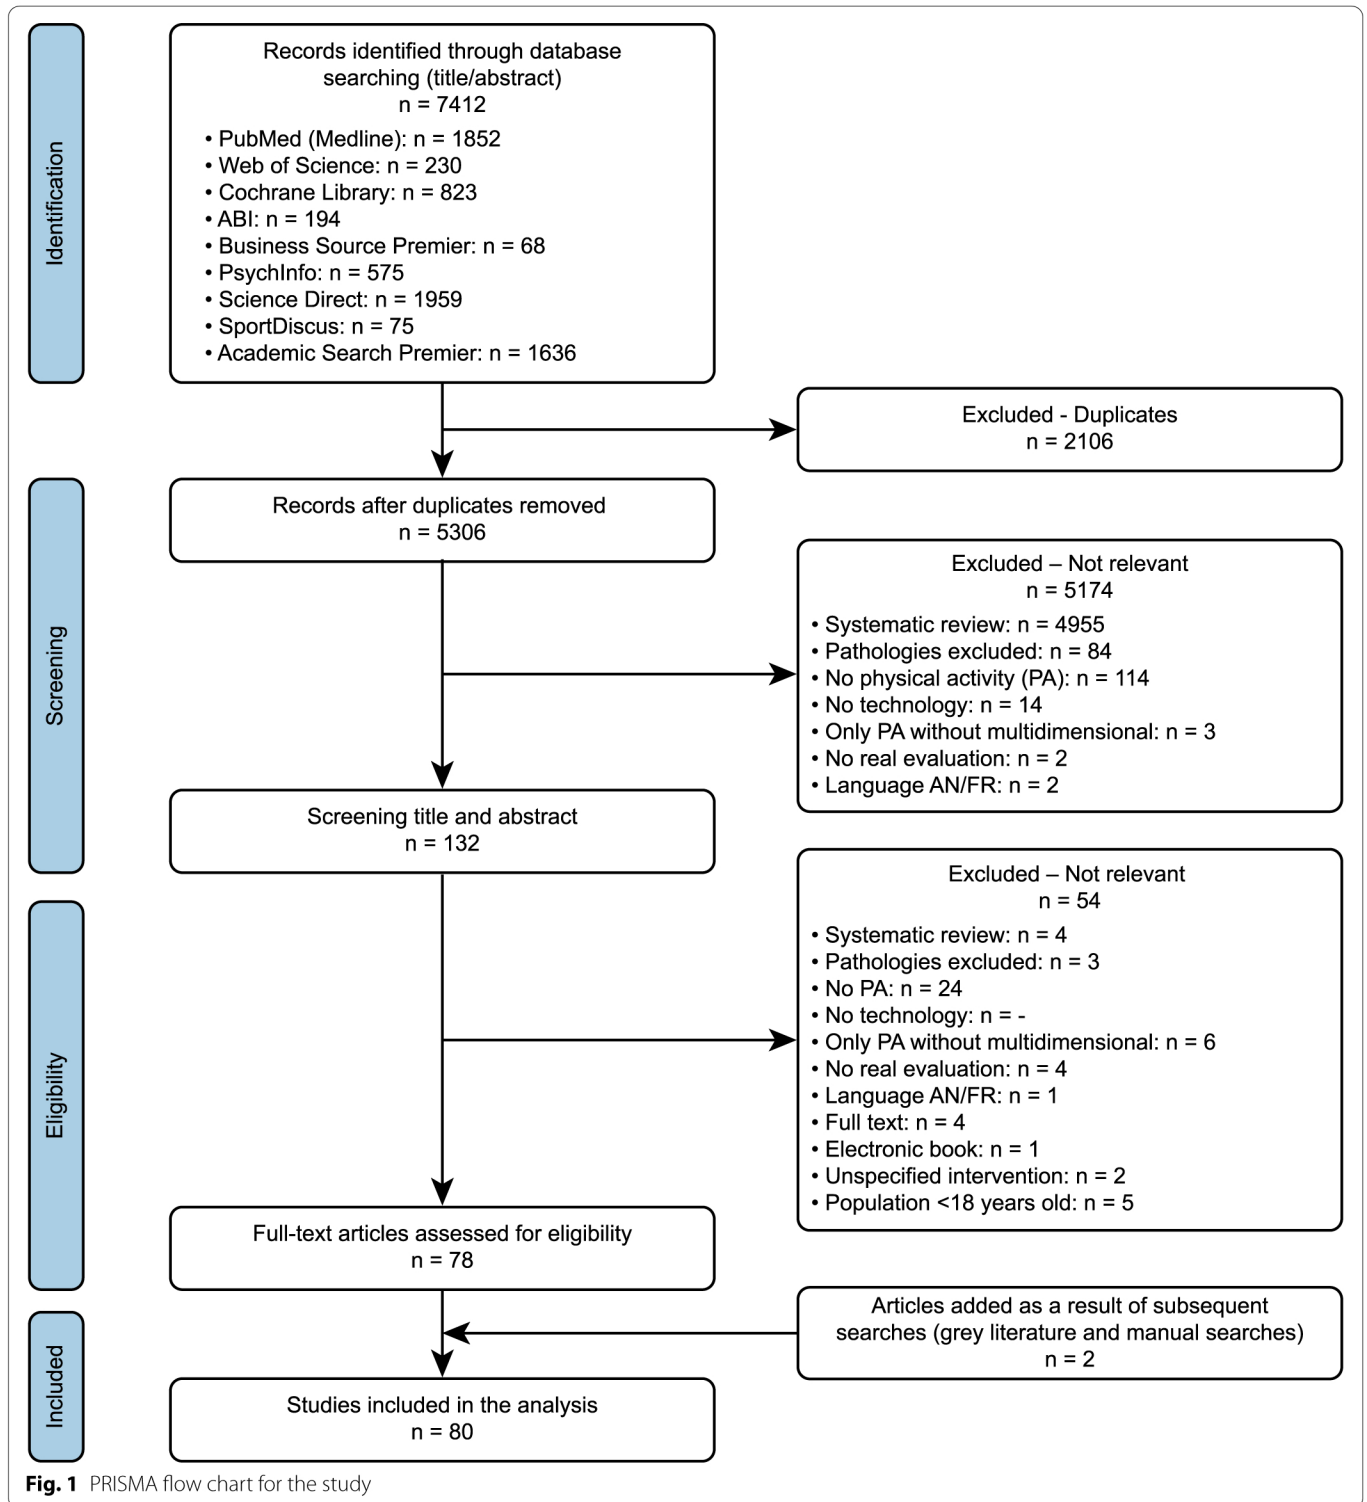 Identification
Records identified through database
searching (title/abstract)
n = 7412
• PubMed (Medline): n = 1852
• Web of Science: n = 230
• Cochrane Library: n = 823
• ABI: n = 194
• Business Source Premier: n = 68
• PsychInfo: n = 575
• Science Direct: n = 1959
• SportDiscus: n = 75
• Academic Search Premier: n = 1636
Excluded - Duplicates
n = 2106
Screening
Records after duplicates removed
n = 5306
Excluded – Not relevant
n = 5174
• Systematic review: n = 4955
• Pathologies excluded: n = 84
• No physical activity (PA): n = 114
• No technology: n = 14
• Only PA without multidimensional: n = 3
• No real evaluation: n = 2
• Language AN/FR: n = 2
Screening title and abstract
n = 132
Eligibility
Excluded – Not relevant
n = 54
• Systematic review: n = 4
• Pathologies excluded: n = 3
• No PA: n = 24
• No technology: n = -
• Only PA without multidimensional: n = 6
• No real evaluation: n = 4
• Language AN/FR: n = 1
• Full text: n = 4
• Electronic book: n = 1
• Unspecified intervention: n = 2
• Population <18 years old: n = 5
Full-text articles assessed for eligibility
n = 78
Included
Articles added as a result of subsequent
searches (grey literature and manual searches)
n = 2
Studies included in the analysis
n = 80
Fig. 1 PRISMA flow chart for the study